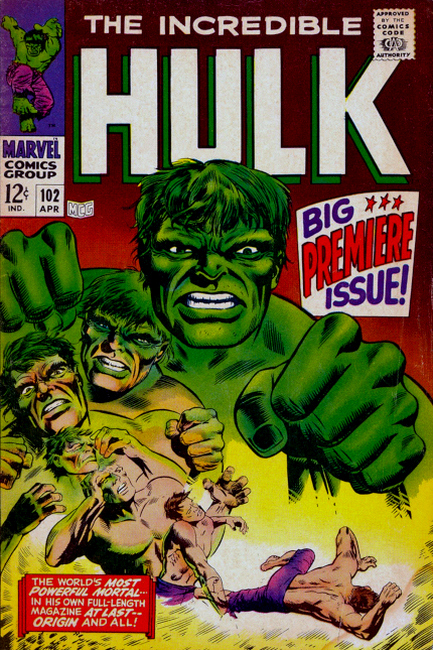 THE INCREDIBLE
HULK
APPROVED
BY THE
COMICS
CODE
CA
AUTHORITY
MARVEL
COMICS
GROUP
12¢
IND.
102
APR
MCG
BIG
PREMIERE
ISSUE!
THE WORLD'S MOST
POWERFUL MORTAL...
IN HIS OWN FULL-LENGTH
MAGAZINE AT LAST--
ORIGIN AND ALL!